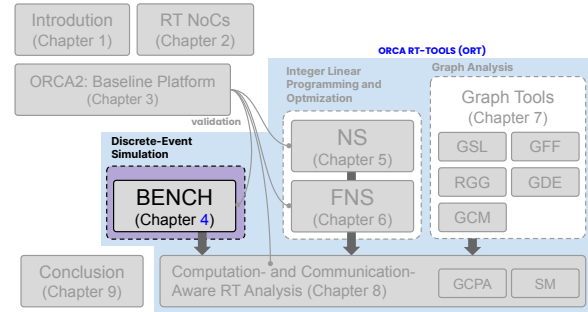 Introdution
(Chapter 1)
RT NoCs
(Chapter 2)
ORCA RT-TOOLS (ORT)
ORCA2: Baseline Platform
(Chapter 3)
Integer Linear
Programming and
Optmization
Graph Analysis
Graph Tools
(Chapter 7)
validation
Discrete-Event
Simulation
NS
(Chapter 5)
GSL
GFF
BENCH
(Chapter 4)
FNS
(Chapter 6)
RGG
GDE
GCM
Conclusion
(Chapter 9)
Computation- and Communication-
Aware RT Analysis (Chapter 8)
GCPA
SM